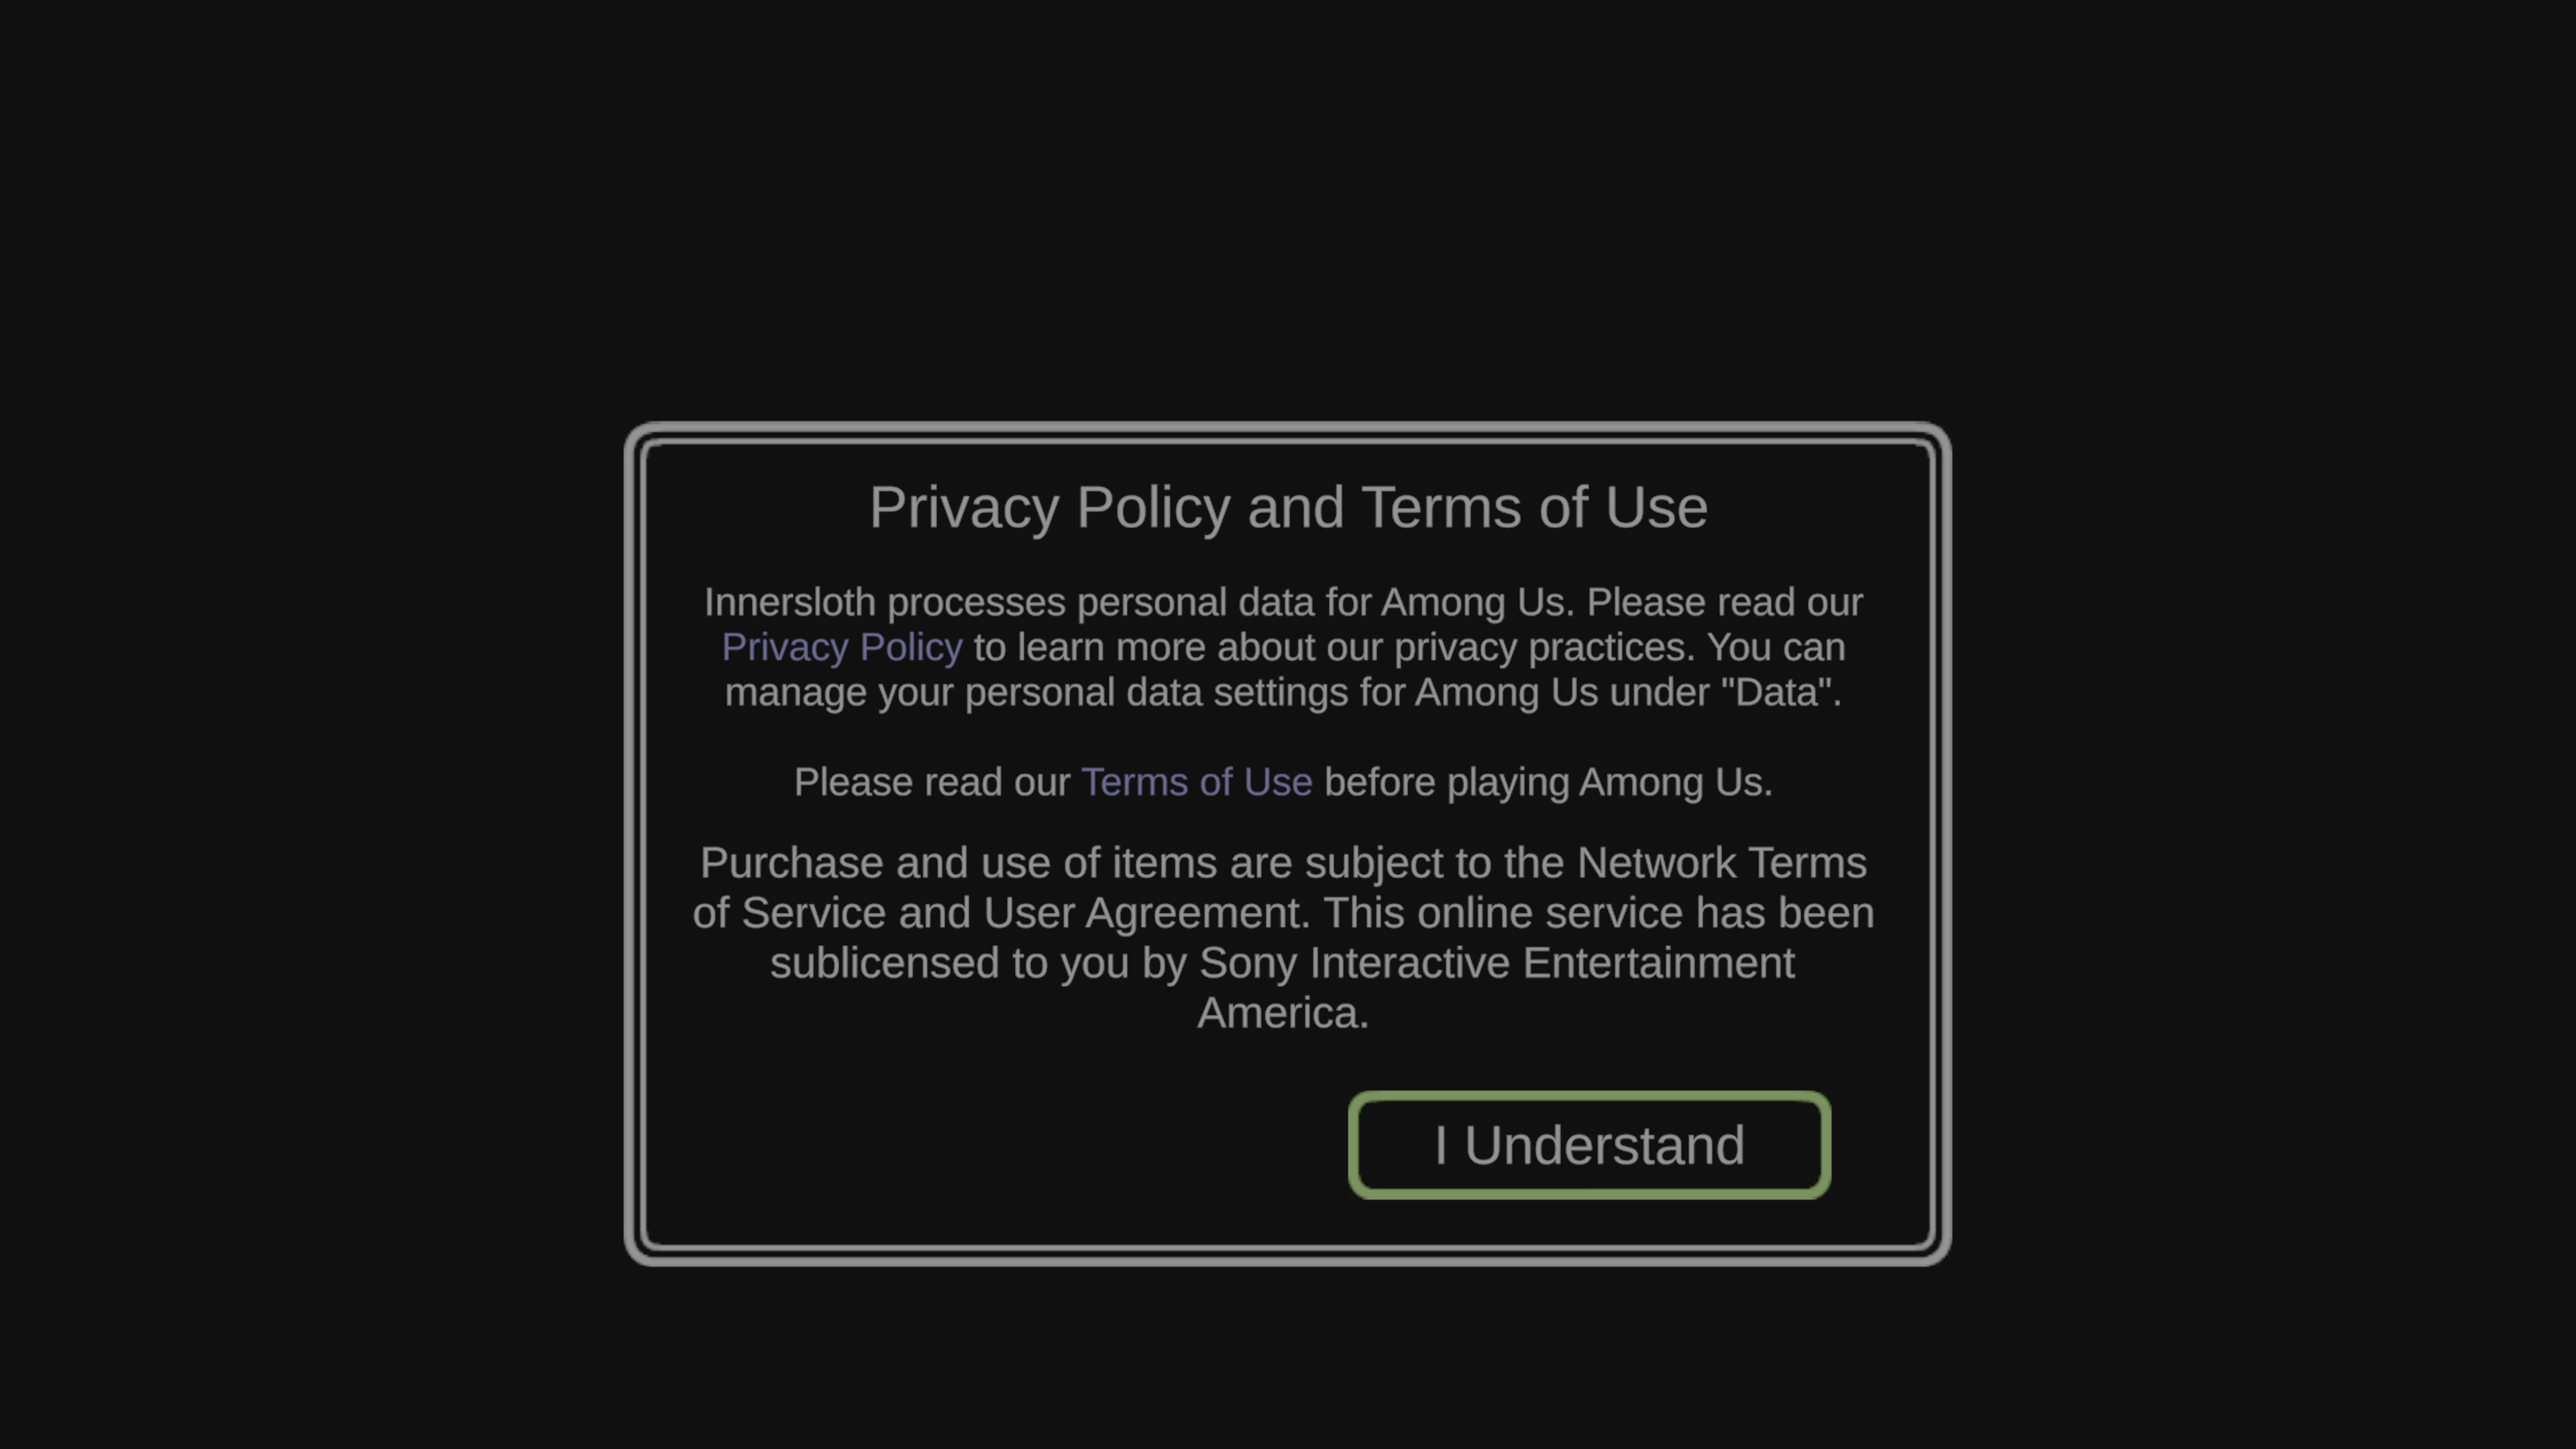 Privacy Policy and Terms of Use
Innersloth processes personal data for Among Us. Please read our
Privacy Policy to learn more about our privacy practices. You can
manage your personal data settings for Among Us under "Data".
Please read our Terms of Use before playing Among Us.
Purchase and use of items are subject to the Network Terms
of Service and User Agreement. This online service has been
sublicensed to you by Sony Interactive Entertainment
America.
I Understand